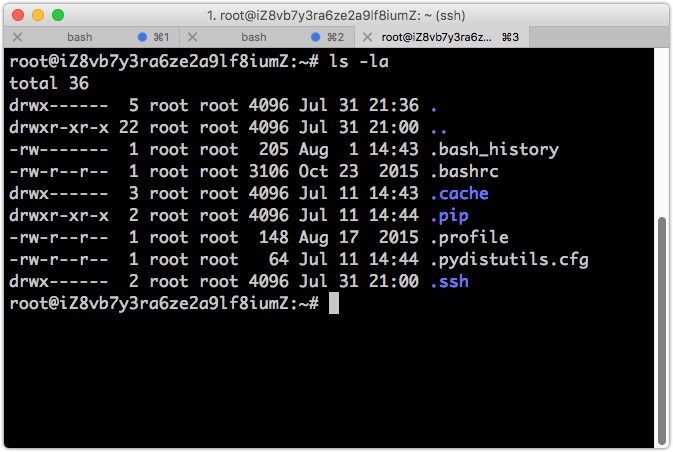 1. root@iZ8vb7y3ra6ze2a9lf8iumZ: ~ (ssh)
bash ⌘1 bash ⌘2 root@iZ8vb7y3ra6z... ⌘3
root@iZ8vb7y3ra6ze2a9lf8iumZ:~# ls -la
total 36
drwx------  5 root root 4096 Jul 31 21:36 .
drwxr-xr-x 22 root root 4096 Jul 31 21:00 ..
-rw-------  1 root root  205 Aug  1 14:43 .bash_history
-rw-r--r--  1 root root 3106 Oct 23  2015 .bashrc
drwx------  3 root root 4096 Jul 11 14:43 .cache
drwxr-xr-x  2 root root 4096 Jul 11 14:44 .pip
-rw-r--r--  1 root root  148 Aug 17  2015 .profile
-rw-r--r--  1 root root   64 Jul 11 14:44 .pydistutils.cfg
drwx------  2 root root 4096 Jul 31 21:00 .ssh
root@iZ8vb7y3ra6ze2a9lf8iumZ:~#